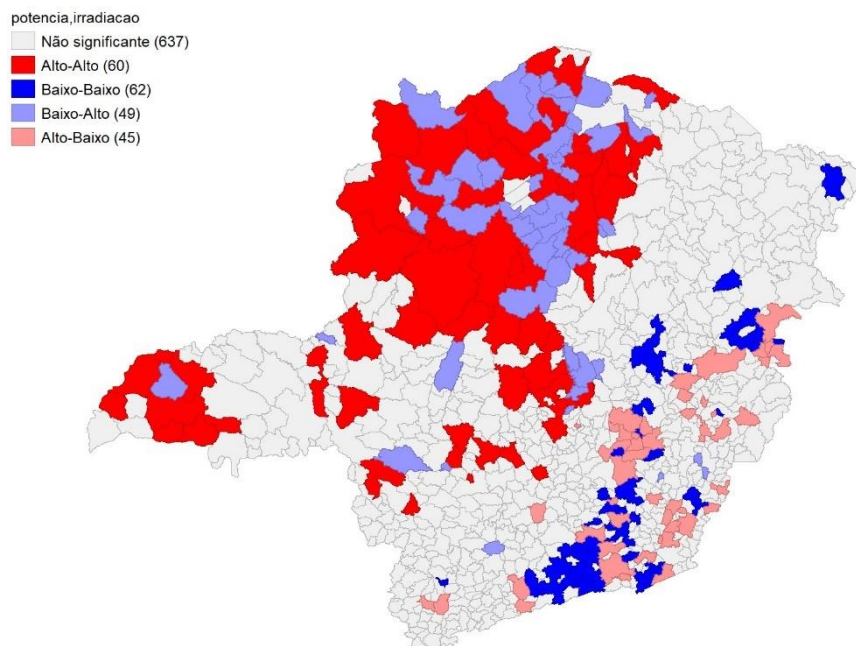 potencia,irradiacao
Não significante (637)
Alto-Alto (60)
Baixo-Baixo (62)
Baixo-Alto (49)
Alto-Baixo (45)